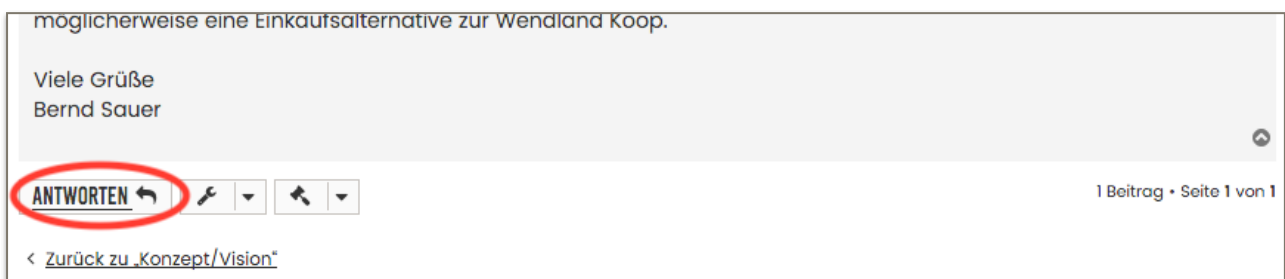 möglicherweise eine Einkaufsalternative zur Wendland Koop.
Viele Grüße
Bernd Sauer
ANTWORTEN
1 Beitrag • Seite 1 von 1
< Zurück zu „Konzept/Vision“